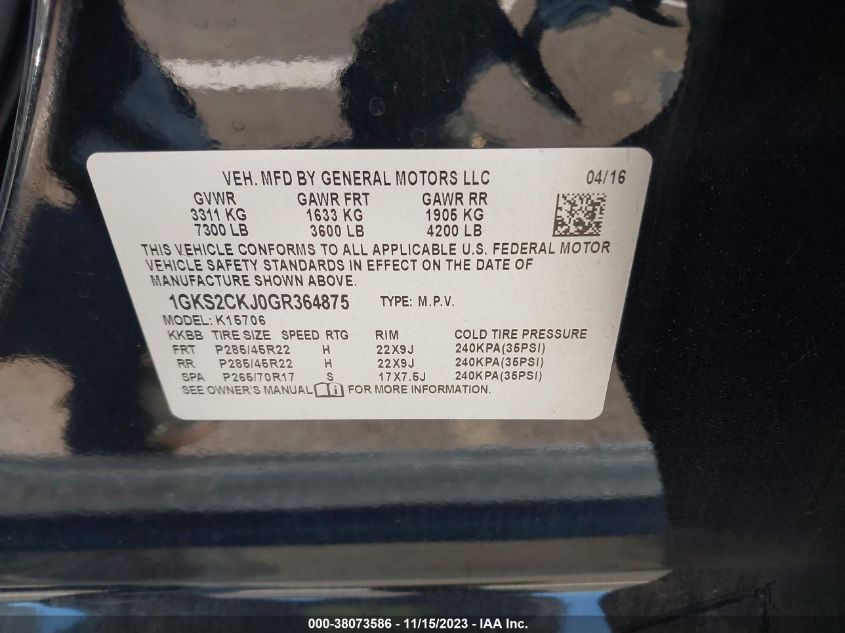 VEH. MFD BY GENERAL MOTORS LLC 04/16
GVWR GAWR FRT GAWR RR
3311 KG 1633 KG 1905 KG
7300 LB 3600 LB 4200 LB
THIS VEHICLE CONFORMS TO ALL APPLICABLE U.S. FEDERAL MOTOR
VEHICLE SAFETY STANDARDS IN EFFECT ON THE DATE OF
MANUFACTURE SHOWN ABOVE.
1GKS2CKJ0GR364875 TYPE: M.P.V.
MODEL: K15706
KKBB TIRE SIZE SPEED RTG RIM COLD TIRE PRESSURE
FRT P285/45R22 H 22X9J 240KPA(35PSI)
RR P285/45R22 H 22X9J 240KPA(35PSI)
SPA P265/70R17 S 17X7.5J 240KPA(35PSI)
SEE OWNER'S MANUAL FOR MORE INFORMATION.
000-38073586 - 11/15/2023 - IAA Inc.